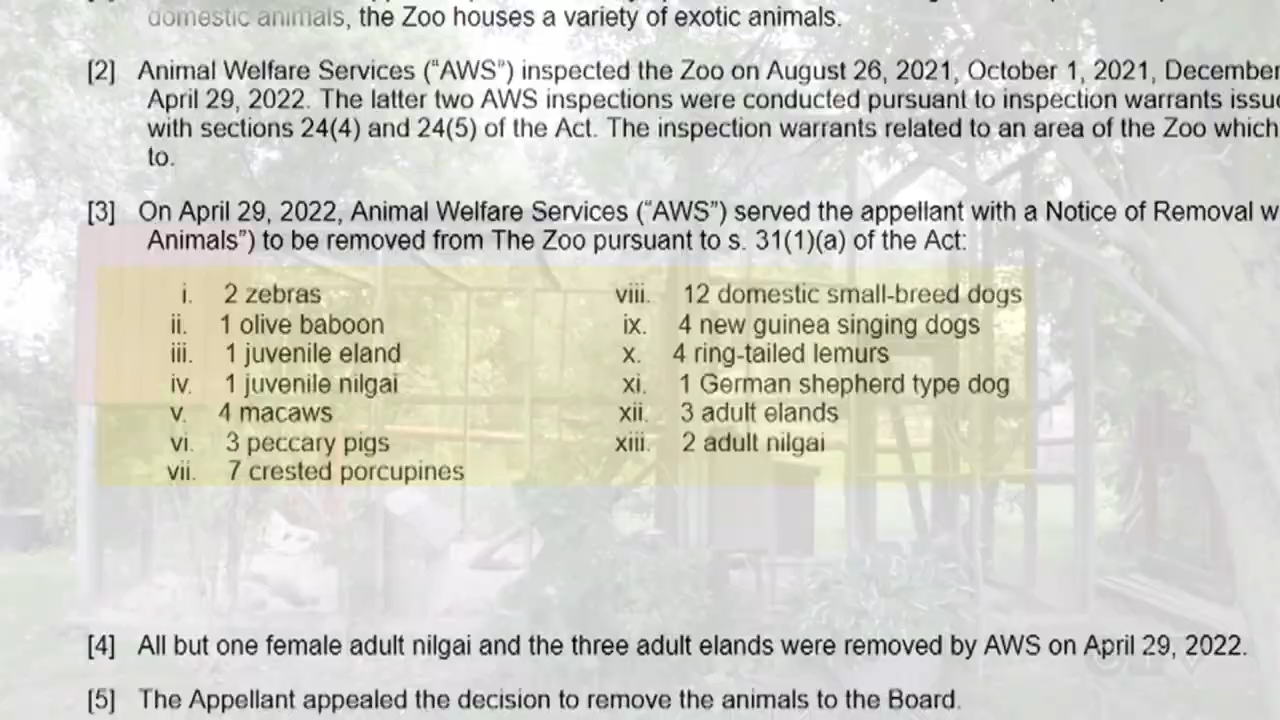 domestic animals, the Zoo houses a variety of exotic animals.
[2] Animal Welfare Services (“AWS”) inspected the Zoo on August 26, 2021, October 1, 2021, December
April 29, 2022. The latter two AWS inspections were conducted pursuant to inspection warrants issu
with sections 24(4) and 24(5) of the Act. The inspection warrants related to an area of the Zoo which
to.
[3] On April 29, 2022, Animal Welfare Services (“AWS”) served the appellant with a Notice of Removal w
Animals”) to be removed from The Zoo pursuant to s. 31(1)(a) of the Act:
i. 2 zebras
ii. 1 olive baboon
iii. 1 juvenile eland
iv. 1 juvenile nilgai
v. 4 macaws
vi. 3 peccary pigs
vii. 7 crested porcupines
viii. 12 domestic small-breed dogs
ix. 4 new guinea singing dogs
x. 4 ring-tailed lemurs
xi. 1 German shepherd type dog
xii. 3 adult elands
xiii. 2 adult nilgai
[4] All but one female adult nilgai and the three adult elands were removed by AWS on April 29, 2022.
[5] The Appellant appealed the decision to remove the animals to the Board.